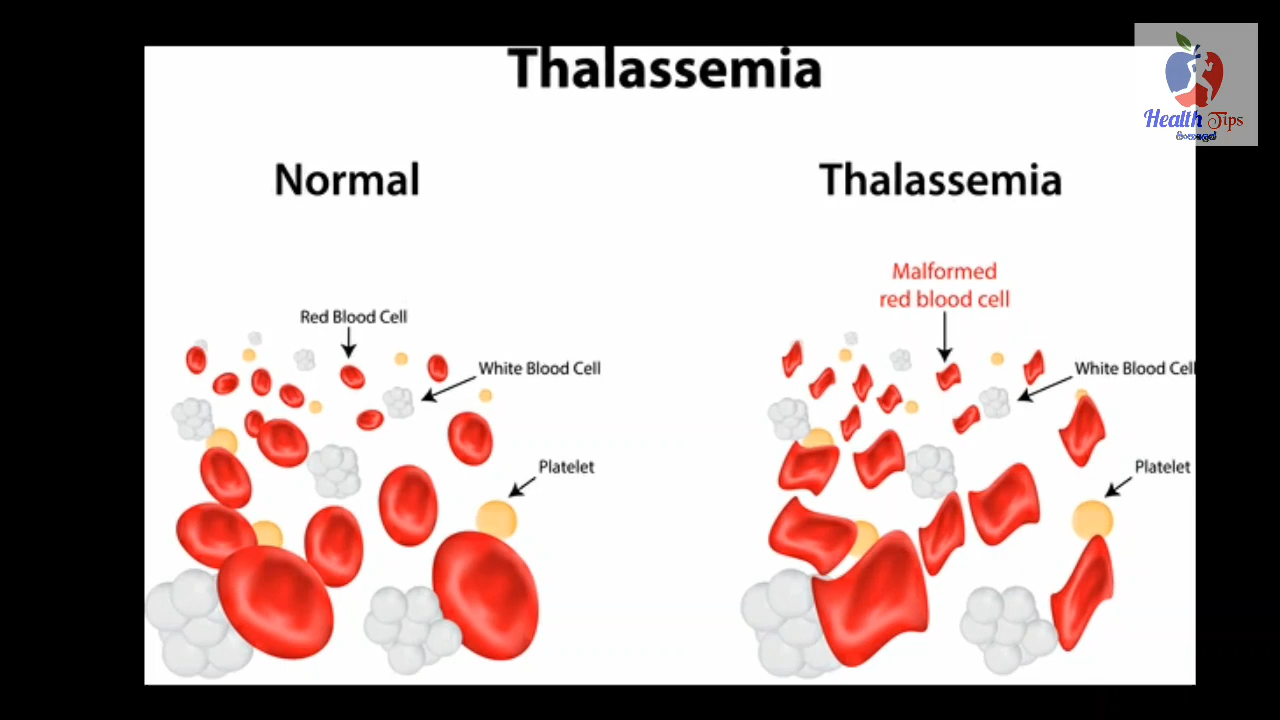 Thalassemia
Health Tips
සිංහලෙන්
Normal
Thalassemia
Malformed
red blood cell
Red Blood Cell
White Blood Cell
White Blood Cell
Platelet
Platelet